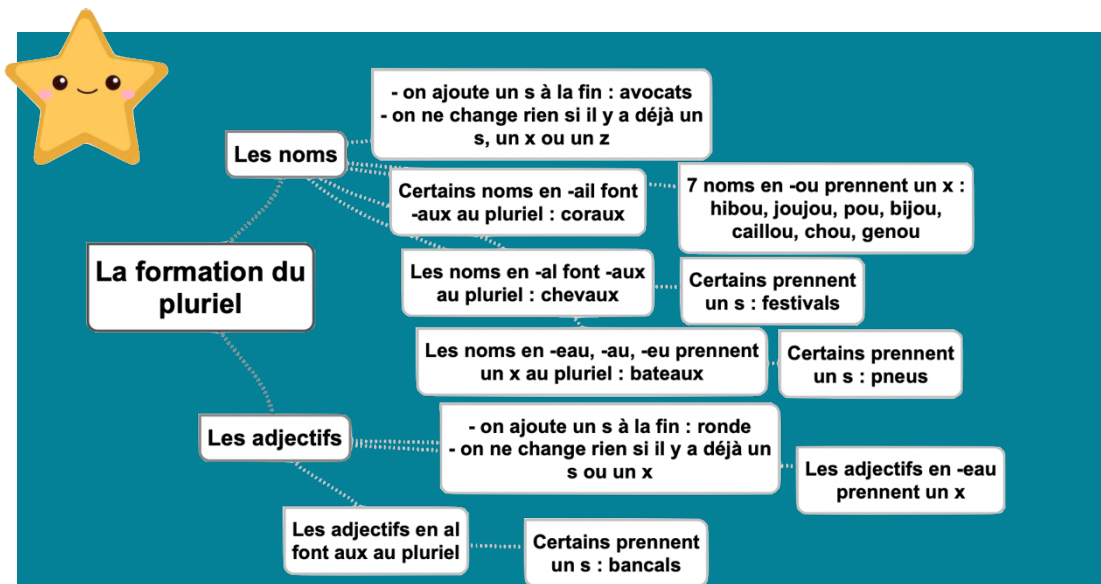 La formation du
pluriel
Les noms
- on ajoute un s à la fin : avocats
- on ne change rien si il y a déjà un
s, un x ou un z
Certains noms en -ail font
-aux au pluriel : coraux
7 noms en -ou prennent un x :
hibou, joujou, pou, bijou,
caillou, chou, genou
Les noms en -al font -aux
au pluriel : chevaux
Certains prennent
un s : festivals
Les noms en -eau, -au, -eu prennent
un x au pluriel : bateaux
Certains prennent
un s : pneus
Les adjectifs
- on ajoute un s à la fin : ronde
- on ne change rien si il y a déjà un
s ou un x
Les adjectifs en -eau
prennent un x
Les adjectifs en al
font aux au pluriel
Certains prennent
un s : bancals